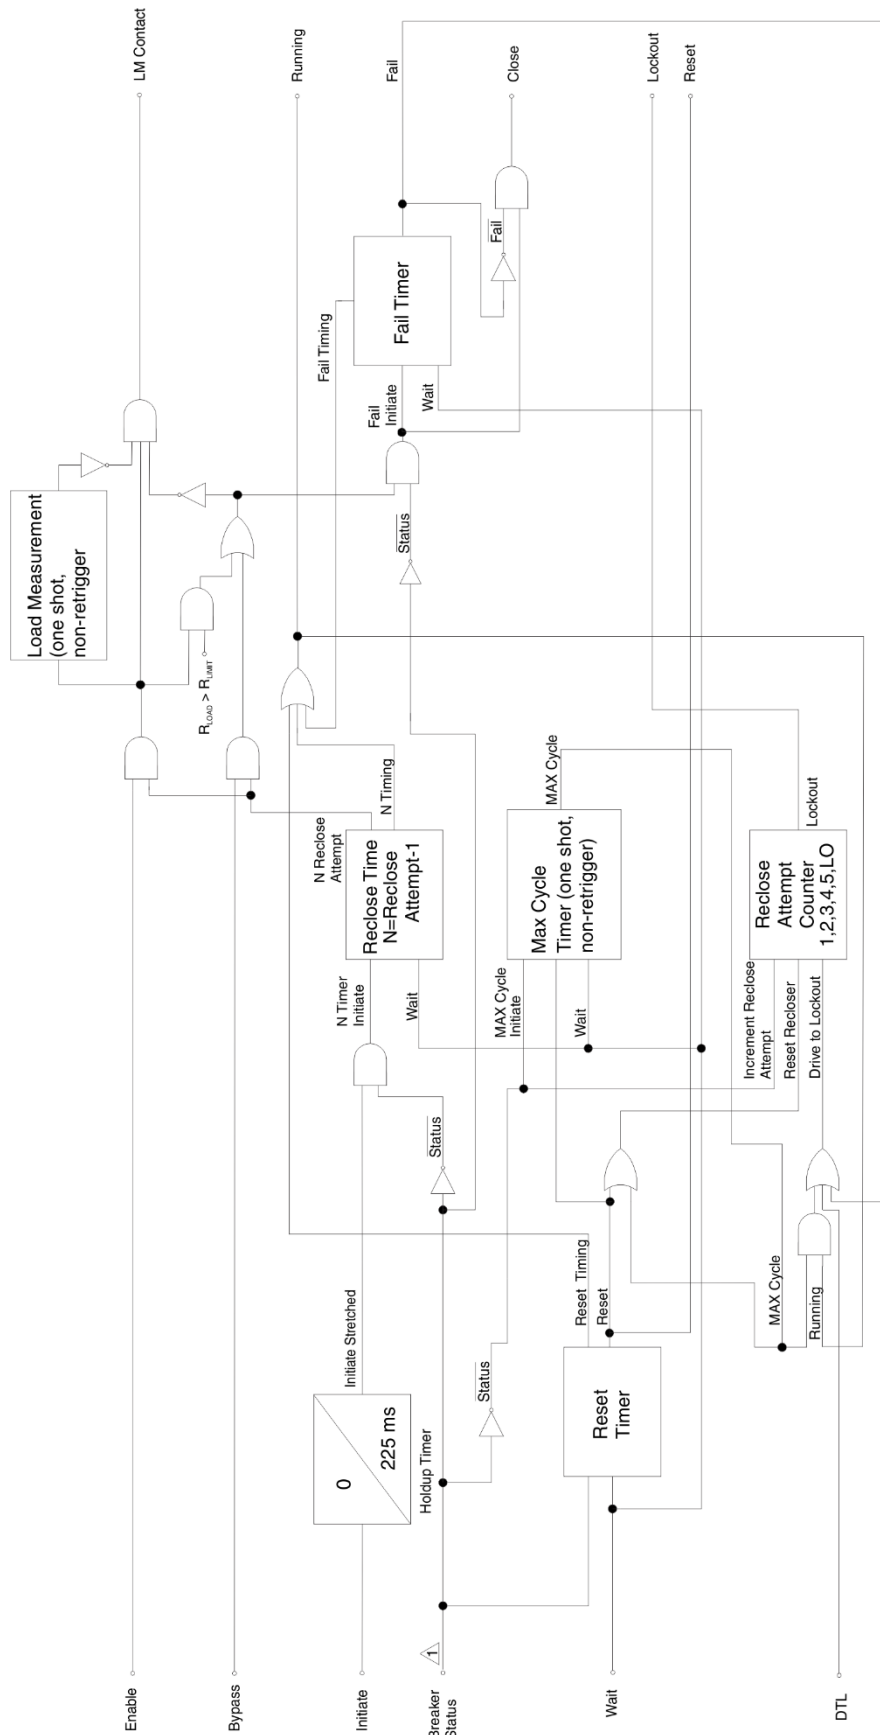 LM Contact
Running
Fail
Close
Lockout
Reset
Load Measurement
(one shot,
non-retrigger
R_LOAD > R_LIMIT
Fail Timer
Fail Timing
Fail
Initiate
Wait
Fail
Status
N Timing
N Reclose
Attempt
Reclose Time
N=Reclose
Attempt-1
N Timer
Initiate
Wait
Status
MAX Cycle
Max Cycle
Timer (one shot,
non-retrigger)
MAX Cycle
Initiate
Wait
Lockout
Reclose
Attempt
Counter
1,2,3,4,5,LO
Increment Reclose
Attempt
Reset Recloser
Drive to Lockout
Initiate Stretched
0
225 ms
Holdup Timer
Status
Reset Timing
Reset
Reset
Timer
MAX Cycle
Running
1
Enable
Bypass
Initiate
Breaker
Status
Wait
DTL